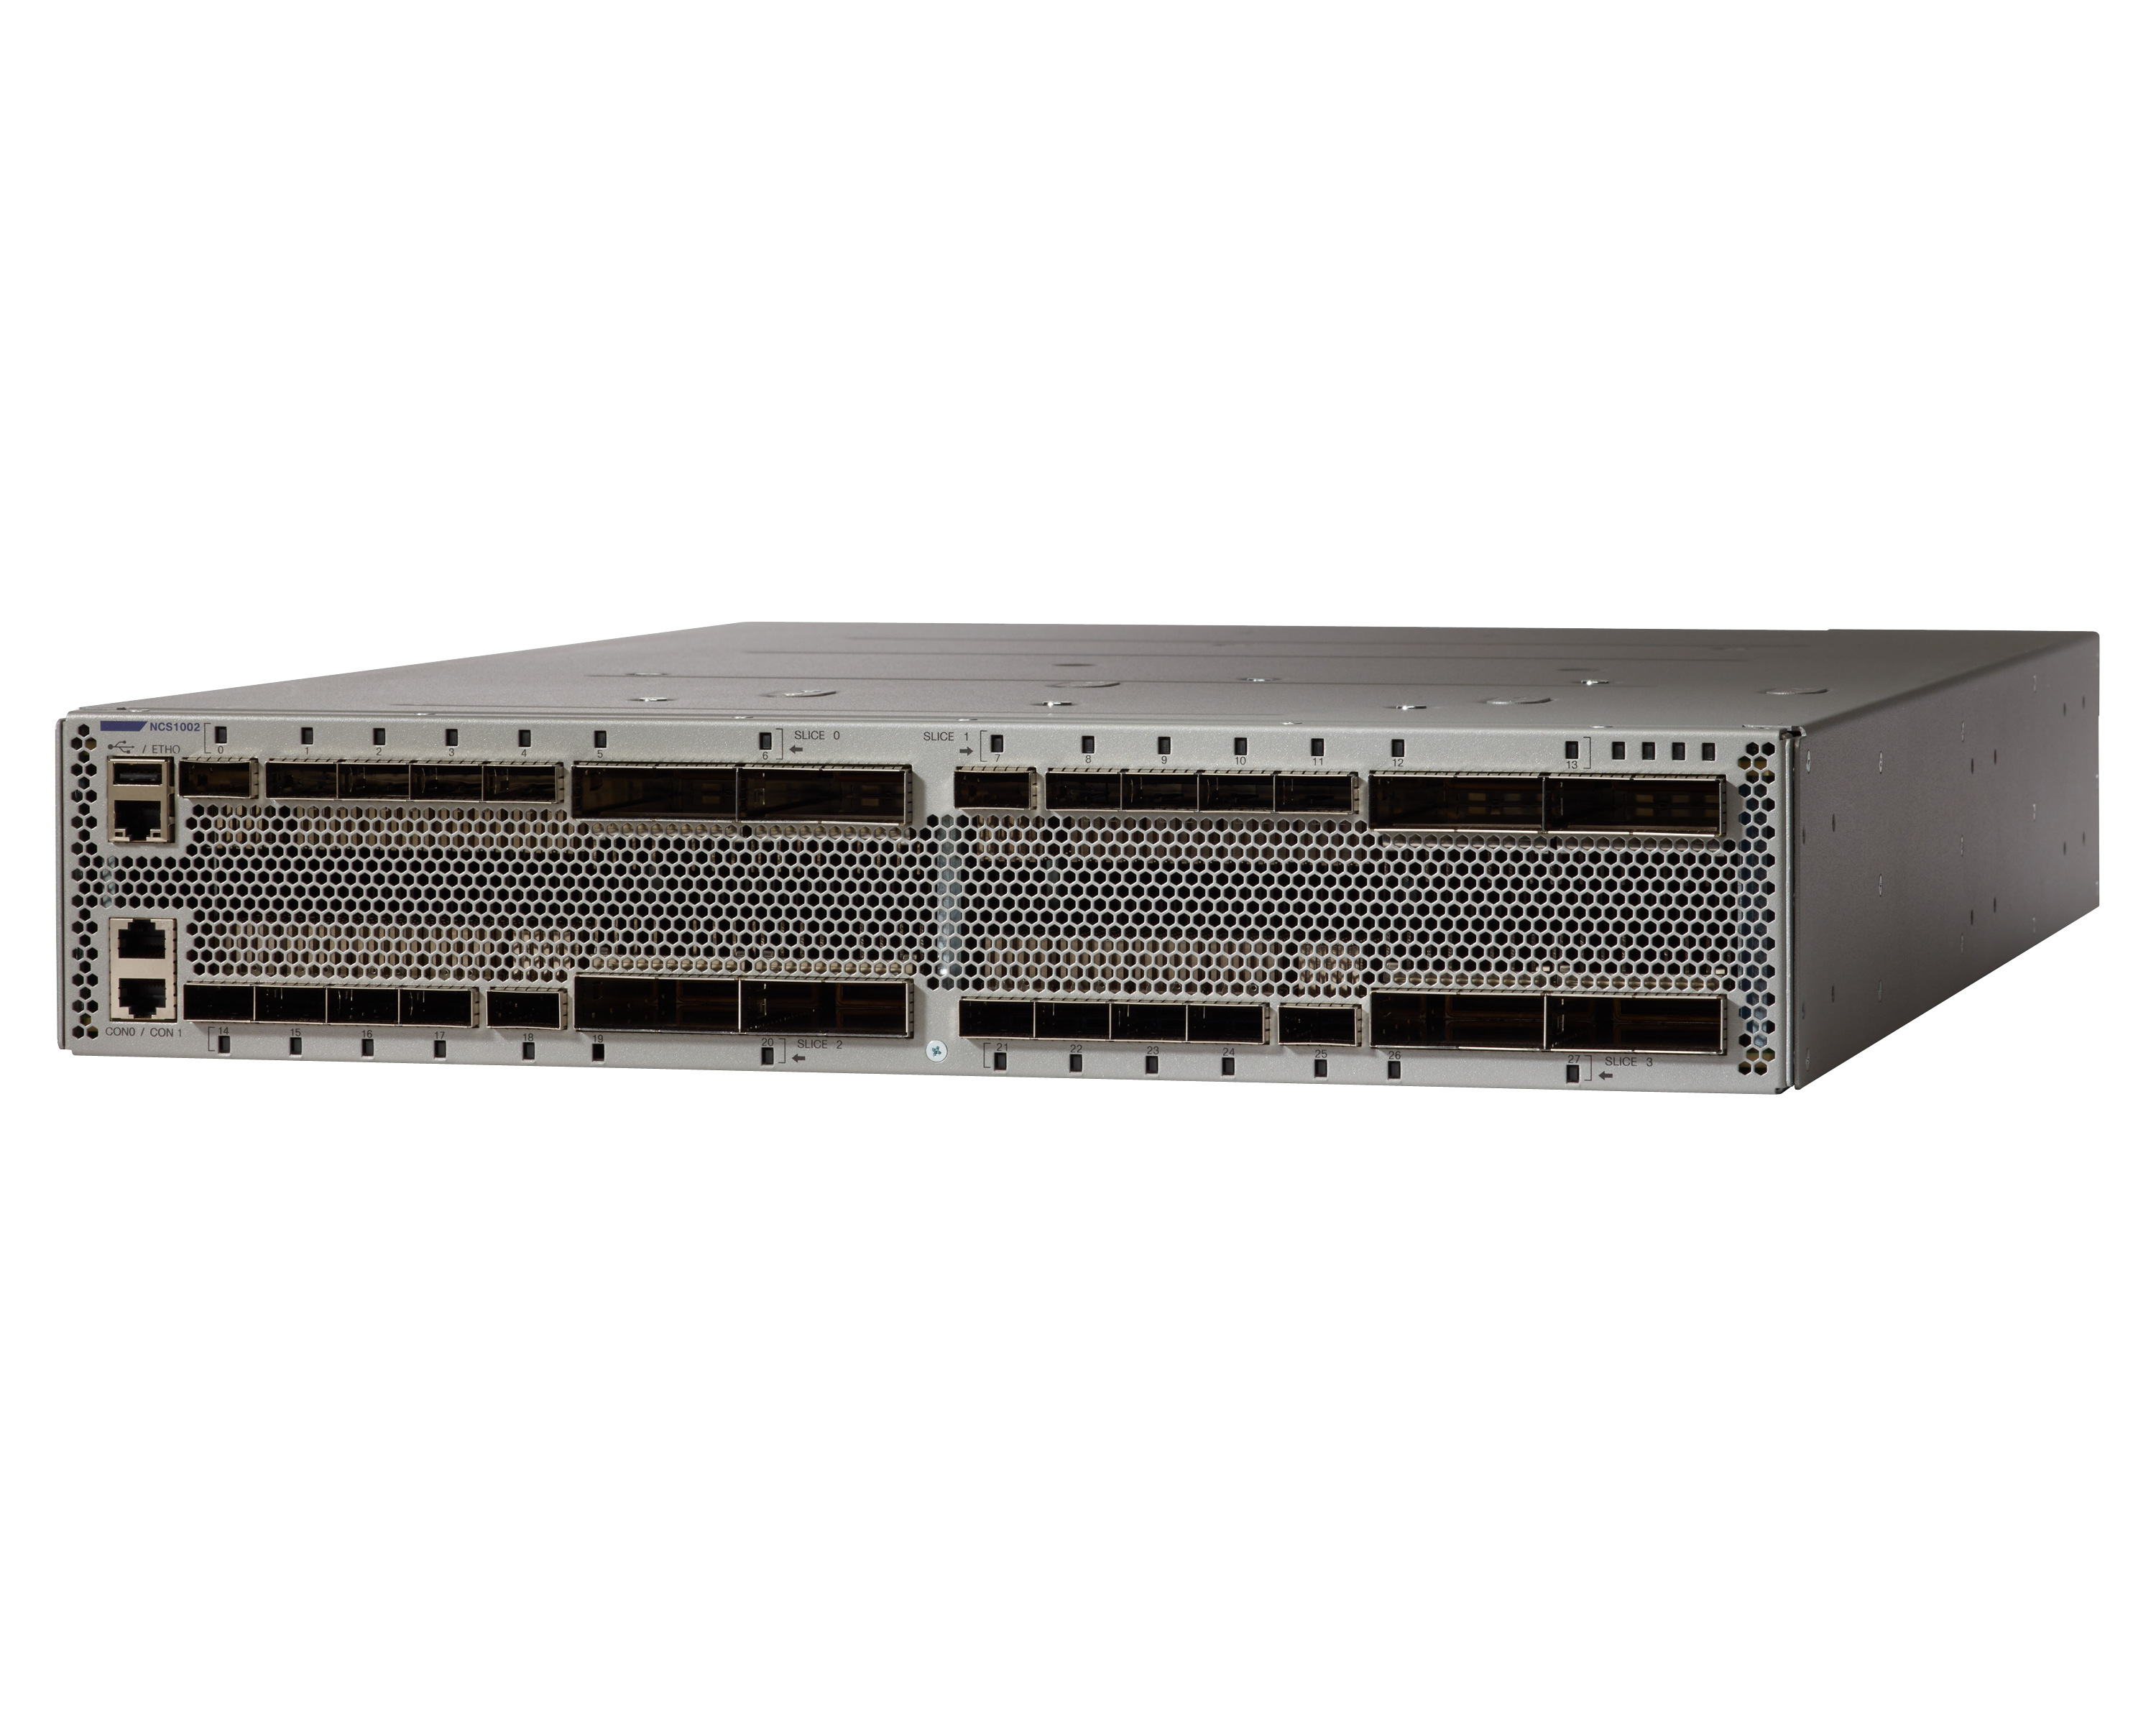 NCS1002
/ ETH0
0 1 2 3 4 5 6 SLICE 0
SLICE 1 7 8 9 10 11 12 13
CON0 / CON 1
14 15 16 17 18 19 20 SLICE 2
21 22 23 24 25 26 27 SLICE 3